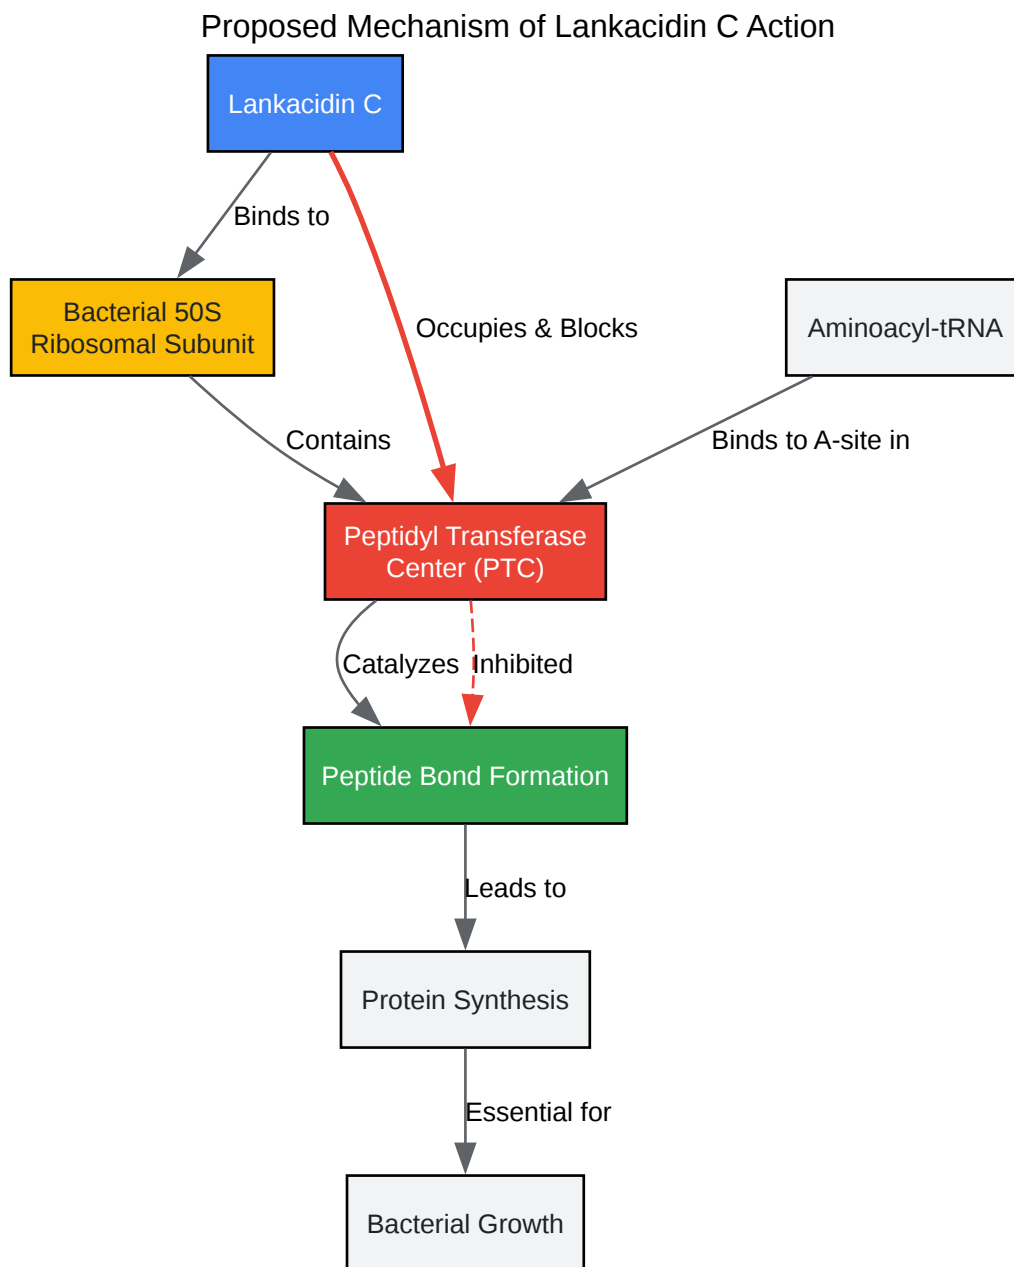 Proposed Mechanism of Lankacidin C Action
Lankacidin C
Binds to
Bacterial 50S
Ribosomal Subunit
Occupies & Blocks
Aminoacyl-tRNA
Contains
Binds to A-site in
Peptidyl Transferase
Center (PTC)
Catalyzes
Inhibited
Peptide Bond Formation
Leads to
Protein Synthesis
Essential for
Bacterial Growth